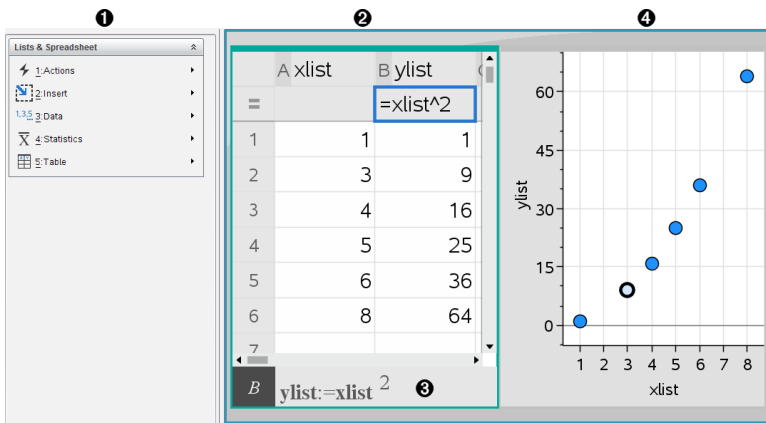 ❶ ❷ ❹
Lists & Spreadsheet
1:Actions
2:Insert
1,3,5 3:Data
X 4:Statistics
5:Table
A xlist B ylist
= =xlist^2
1 1 1
2 3 9
3 4 16
4 5 25
5 6 36
6 8 64
7
B ylist:=xlist 2 ❸
60
45
30
15
0
ylist
1 2 3 4 5 6 7 8
xlist